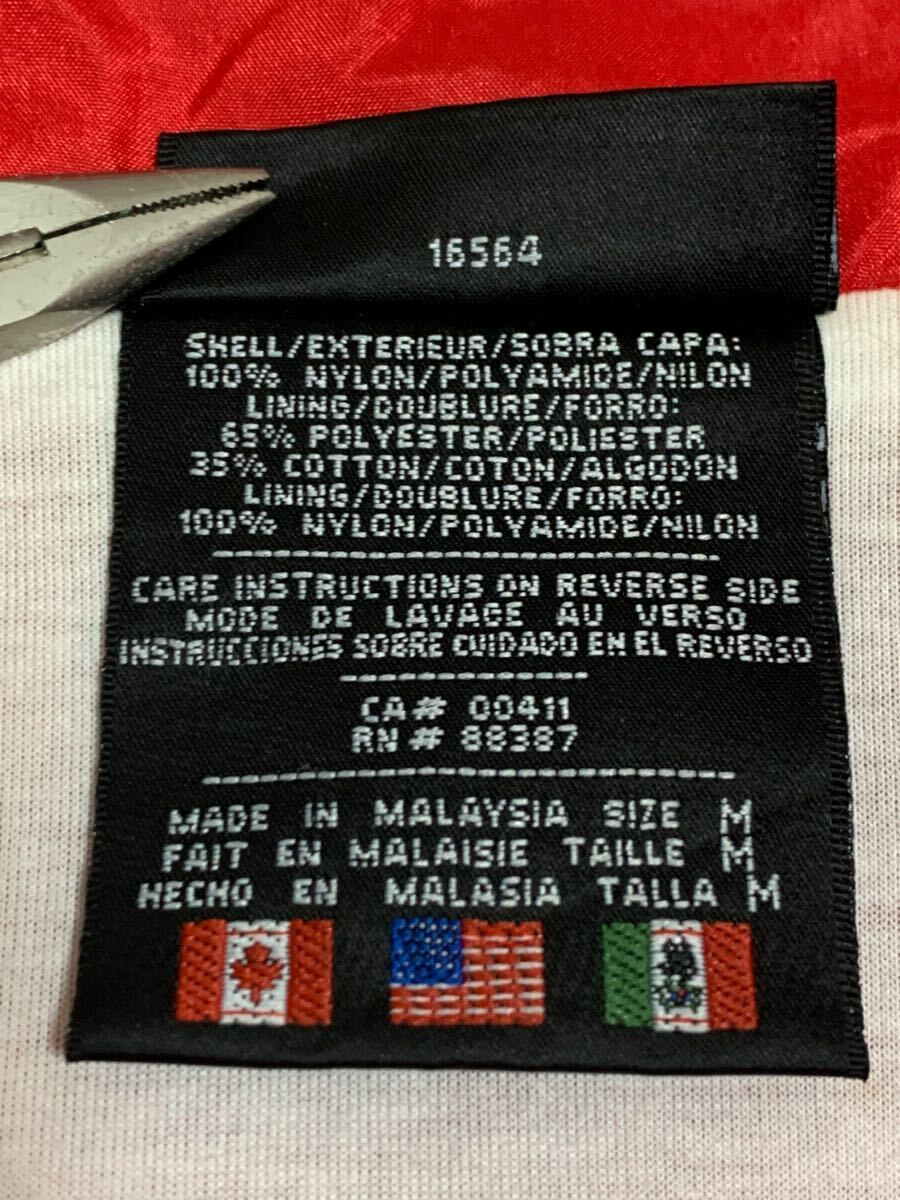 16564
SHELL/EXTERIEUR/SOBRA CAPA:
100% NYLON/POLYAMIDE/NILON
LINING/DOUBLURE/FORRO:
65% POLYESTER/POLIESTER
35% COTTON/COTON/ALGODON
LINING/DOUBLURE/FORRO:
100% NYLON/POLYAMIDE/NILON
CARE INSTRUCTIONS ON REVERSE SIDE
MODE DE LAVAGE AU VERSO
INSTRUCCIONES SOBRE CUIDADO EN EL REVERSO
CA# 00411
RN# 88387
MADE IN MALAYSIA SIZE M
FAIT EN MALAISIE TAILLE M
HECHO EN MALASIA TALLA M